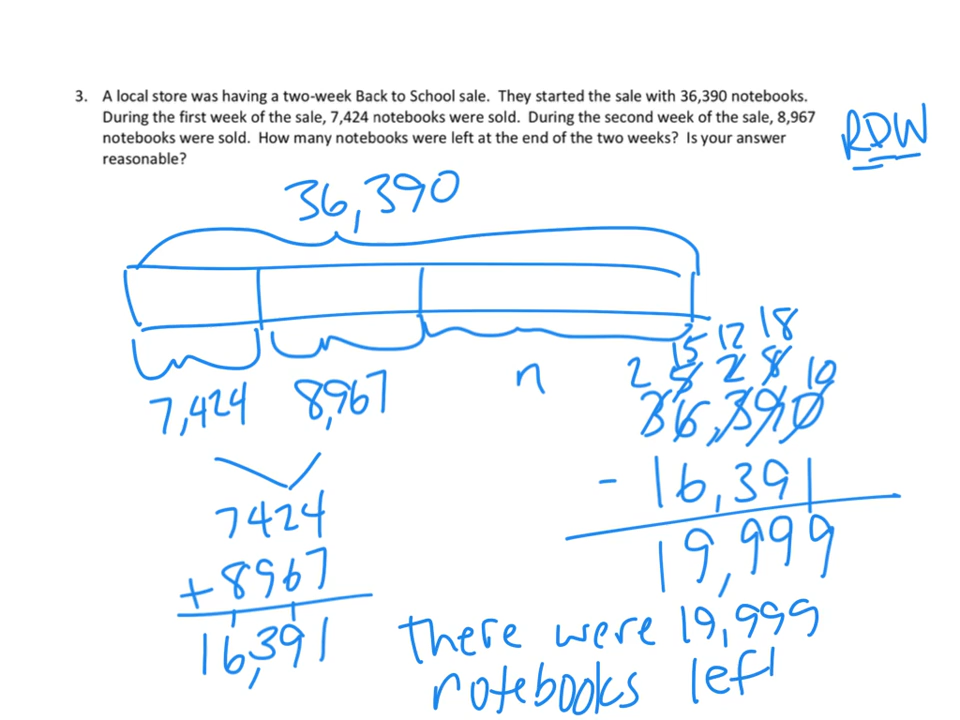 3. A local store was having a two-week Back to School sale. They started the sale with 36,390 notebooks.
During the first week of the sale, 7,424 notebooks were sold. During the second week of the sale, 8,967
notebooks were sold. How many notebooks were left at the end of the two weeks? Is your answer
reasonable?
RDW
36,390
7,424 8,967 n
7424
+8967
16,391
15 12 18
2 5 2 8 10
36,390
- 16,391
19,999
there were 19,999
notebooks left